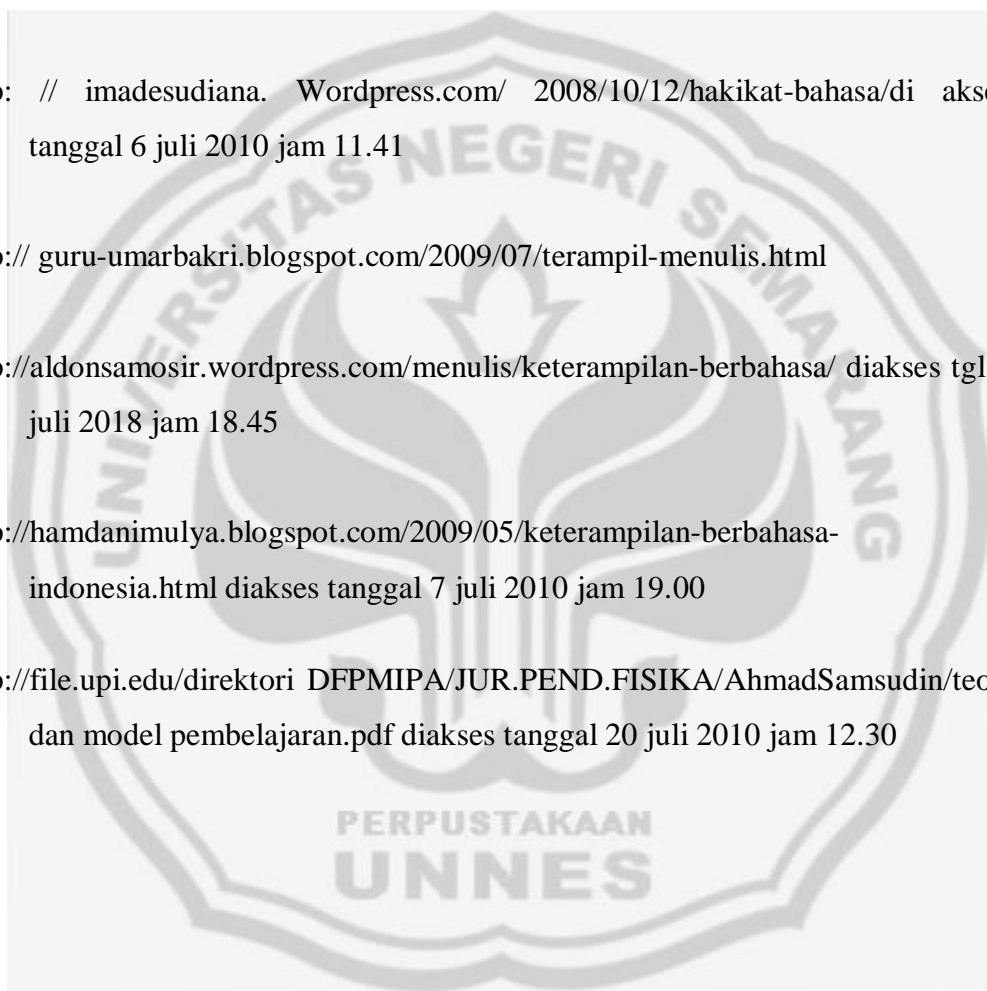 : // imadesudiana. Wordpress.com/ 2008/10/12/hakikat-bahasa/di
tanggal 6 juli 2010 jam 11.41
:// guru-umarbakri.blogspot.com/2009/07/terampil-menulis.html
://aldonsamosir.wordpress.com/menulis/keterampilan-berbahasa/ diakses tgl
juli 2018 jam 18.45
://hamdanimulya.blogspot.com/2009/05/keterampilan-berbahasa-
indonesia.html diakses tanggal 7 juli 2010 jam 19.00
://file.upi.edu/direktori DFPMIPA/JUR.PEND.FISIKA/AhmadSamsudin/
dan model pembelajaran.pdf diakses tanggal 20 juli 2010 jam 12.30
UNIVERSITAS NEGERI SEMARANG
PERPUSTAKAAN
UNNES